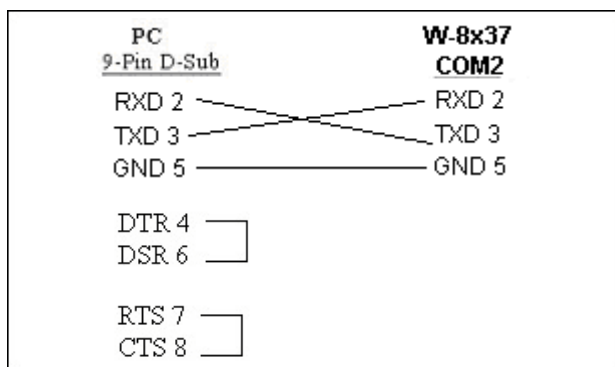 PC W-8x37
9-Pin D-Sub COM2
RXD 2 RXD 2
TXD 3 TXD 3
GND 5 GND 5
DTR 4
DSR 6
RTS 7
CTS 8